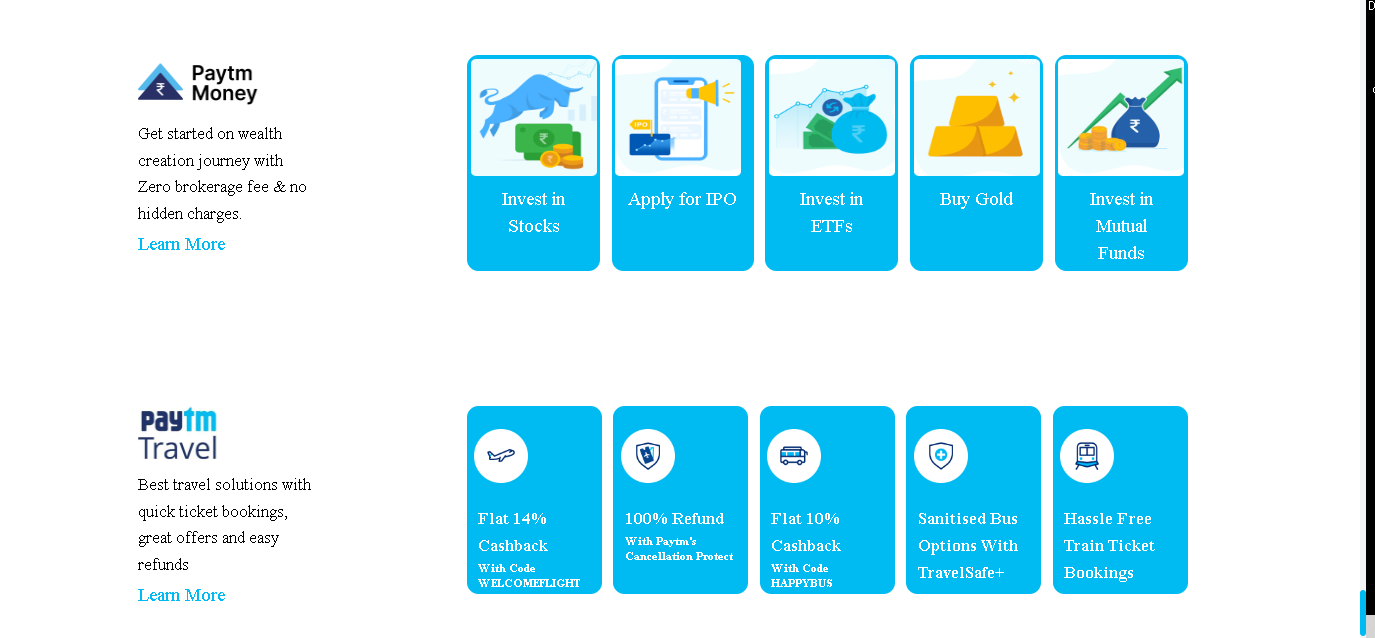 Paytm
Money
Get started on wealth
creation journey with
Zero brokerage fee & no
hidden charges.
Learn More
Invest in
Stocks
IPO
Apply for IPO
Invest in
ETFs
Buy Gold
Invest in
Mutual
Funds
paytm
Travel
Best travel solutions with
quick ticket bookings,
great offers and easy
refunds
Learn More
Flat 14%
Cashback
With Code
WELCOMEFLIGHT
100% Refund
With Paytm's
Cancellation Protect
Flat 10%
Cashback
With Code
HAPPYBUS
Sanitised Bus
Options With
TravelSafe+
Hassle Free
Train Ticket
Bookings